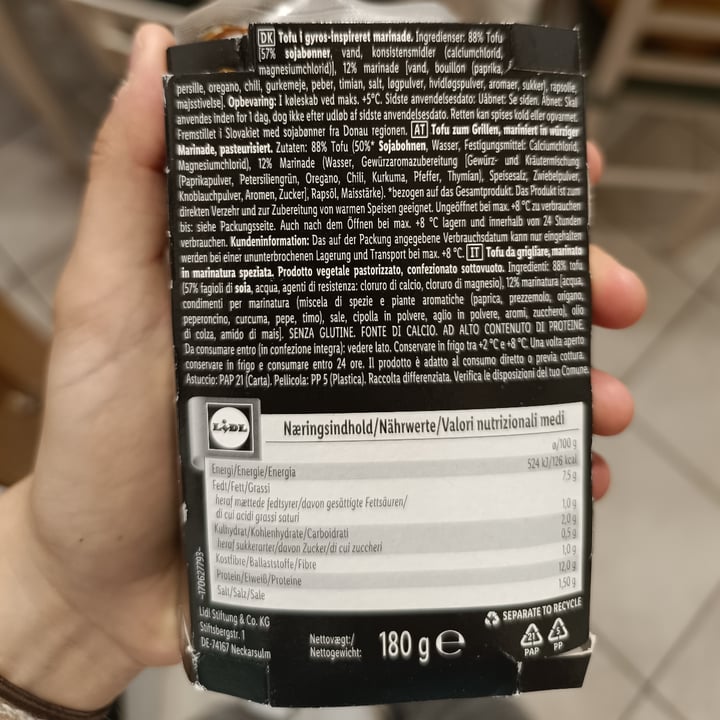 DK Tofu i gyros-inspireret marinade. Ingredienser: 88% Tofu
[57% sojabønner, vand, konsistensmidler (calciumchlorid,
magnesiumchlorid)], 12% marinade [vand, bouillon (paprika,
persille, oregano, chili, gurkemeje, peber, timian, salt, løgpulver, hvidløgspulver, aromaer, sukker), rapsolie,
majsstivelse]. Opbevaring: I køleskab ved maks. +5°C. Sidste anvendelsesdato: Uåbnet: Se siden. Åbnet: Skal
anvendes inden for 1 dag, dog ikke efter udløb af sidste anvendelsesdato. Retten kan spises kold eller opvarmet.
Fremstillet i Slovakiet med sojabønner fra Donau regionen. AT Tofu zum Grillen, mariniert in würziger
Marinade, pasteurisiert. Zutaten: 88% Tofu (50%* Sojabohnen, Wasser, Festigungsmittel: Calciumchlorid,
Magnesiumchlorid), 12% Marinade (Wasser, Gewürzaromazubereitung [Gewürz- und Kräutermischung
(Paprikapulver, Petersiliengrün, Oregano, Chili, Kurkuma, Pfeffer, Thymian), Speisesalz, Zwiebelpulver,
Knoblauchpulver, Aromen, Zucker], Rapsöl, Maisstärke). *bezogen auf das Gesamtprodukt. Das Produkt ist zum
direkten Verzehr und zur Zubereitung von warmen Speisen geeignet. Ungeöffnet bei max. +8 °C zu verbrauchen
bis: siehe Packungsseite. Auch nach dem Öffnen bei max. +8 °C lagern und innerhalb von 24 Stunden
verbrauchen. Kundeninformation: Das auf der Packung angegebene Verbrauchsdatum kann nur eingehalten
werden bei einer ununterbrochenen Lagerung und Transport bei max. +8 °C. IT Tofu da grigliare, marinato
in marinatura speziata. Prodotto vegetale pastorizzato, confezionato sottovuoto. Ingredienti: 88% tofu
(57% fagioli di soia, acqua, agenti di resistenza: cloruro di calcio, cloruro di magnesio), 12% marinatura [acqua,
condimenti per marinatura (miscela di spezie e piante aromatiche (paprica, prezzemolo, origano,
peperoncino, curcuma, pepe, timo), sale, cipolla in polvere, aglio in polvere, aromi, zucchero), olio
di colza, amido di mais]. SENZA GLUTINE. FONTE DI CALCIO. AD ALTO CONTENUTO DI PROTEINE.
Da consumare entro (in confezione integra): vedere lato. Conservare in frigo tra +2 °C e +8 °C. Una volta aperto
conservare in frigo e consumare entro 24 ore. Il prodotto è adatto al consumo diretto o previa cottura.
Astuccio: PAP 21 (Carta). Pellicola: PP 5 (Plastica). Raccolta differenziata. Verifica le disposizioni del tuo Comune.
LIDL
Næringsindhold/Nährwerte/Valori nutrizionali medi
ø/100 g
Energi/Energie/Energia 524 kJ/126 kcal
Fedt/Fett/Grassi 7,5 g
heraf mættede fedtsyrer/davon gesättigte Fettsäuren/
di cui acidi grassi saturi 1,0 g
Kulhydrat/Kohlenhydrate/Carboidrati 2,0 g
heraf sukkerarter/davon Zucker/di cui zuccheri 0,5 g
Kostfibre/Ballaststoffe/Fibre 1,0 g
Protein/Eiweiß/Proteine 12,0 g
Salt/Salz/Sale 1,50 g
-170627793-
Lidl Stiftung & Co. KG
Stiftsbergstr. 1
DE-74167 Neckarsulm
Nettovægt:/
Nettogewicht: 180 g e
SEPARATE TO RECYCLE
21 5
PAP PP